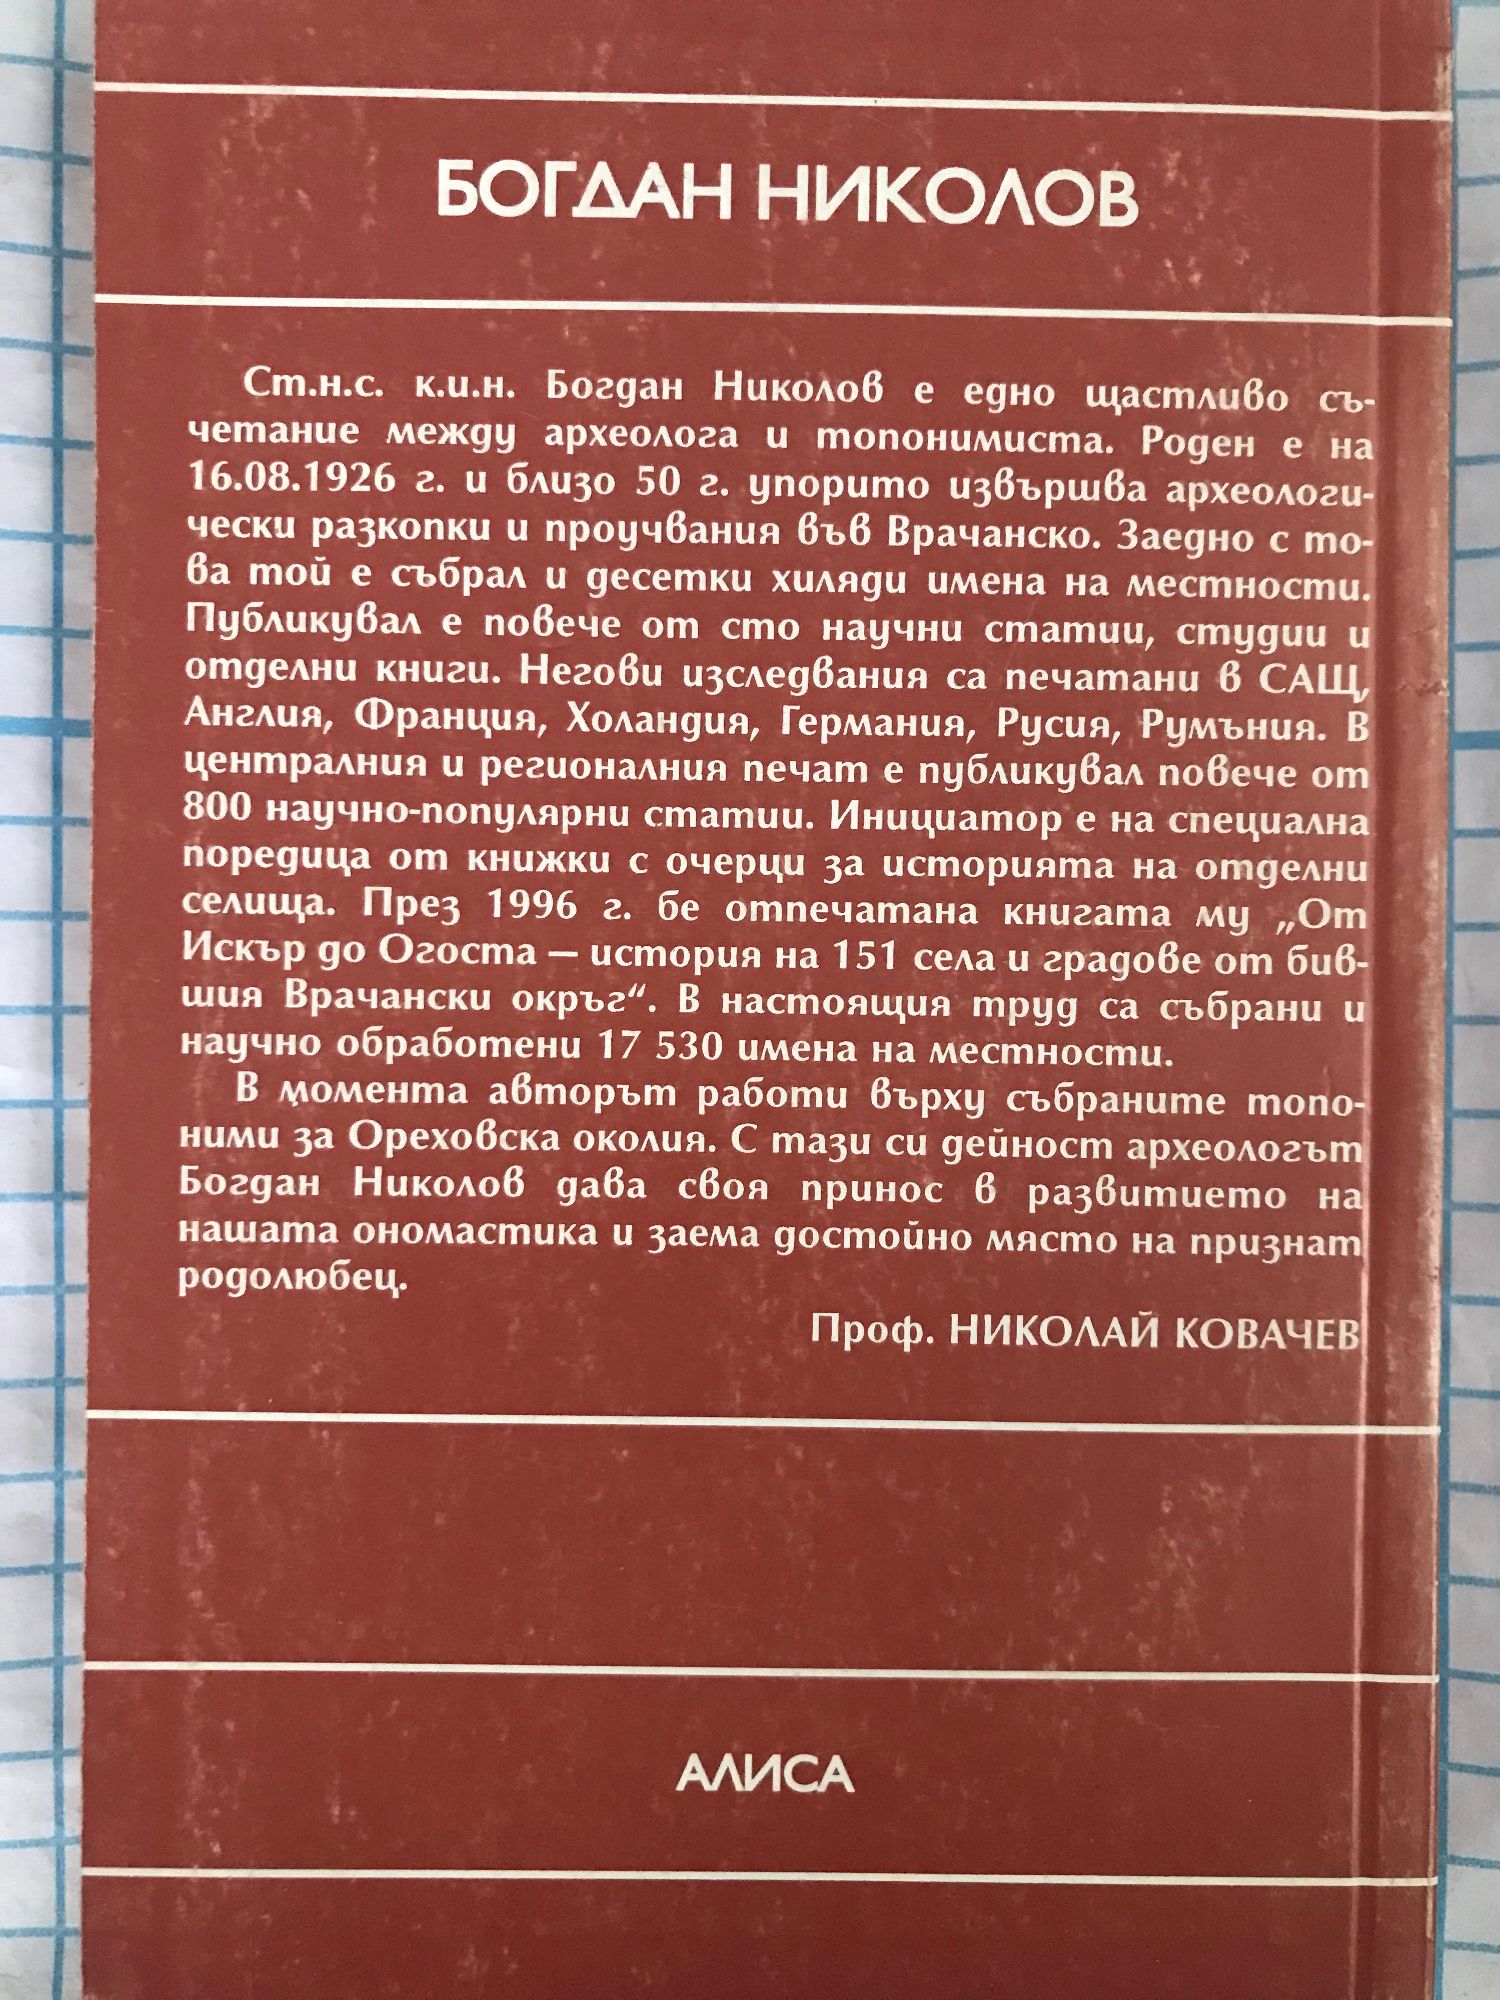 БОГДАН НИКОЛОВ
Ст.н.с. к.и.н. Богдан Николов е едно щастливо съ-
четание между археолога и топонимиста. Роден е на
16.08.1926 г. и близо 50 г. упорито извършва археологи-
чески разкопки и проучвания във Врачанско. Заедно с то-
ва той е събрал и десетки хиляди имена на местности.
Публикувал е повече от сто научни статии, студии и
отделни книги. Негови изследвания са печатани в САЩ,
Англия, Франция, Холандия, Германия, Русия, Румъния. В
централния и регионалния печат е публикувал повече от
800 научно-популярни статии. Инициатор е на специална
поредица от книжки с очерци за историята на отделни
селища. През 1996 г. бе отпечатана книгата му „От
Искър до Огоста — история на 151 села и градове от бив-
шия Врачански окръг“. В настоящия труд са събрани и
научно обработени 17 530 имена на местности.
В момента авторът работи върху събраните топо-
ними за Ореховска околия. С тази си дейност археологът
Богдан Николов дава своя принос в развитието на
нашата ономастика и заема достойно място на признат
родолюбец.
Проф. НИКОЛАЙ КОВАЧЕВ
АЛИСА